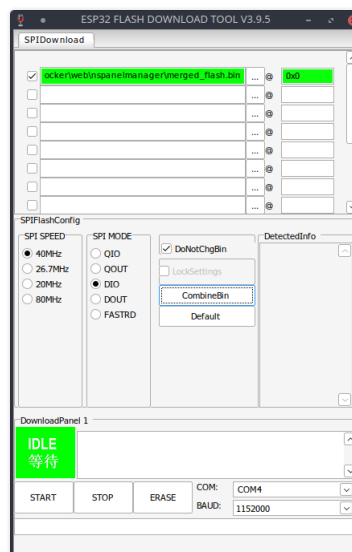 ESP32 FLASH DOWNLOAD TOOL V3.9.5
SPIDownload
ocker\web\nspanelmanager\merged_flash.bin ... @ 0x0
... @
... @
... @
... @
... @
... @
... @
SPIFlashConfig
SPI SPEED
40MHz
26.7MHz
20MHz
80MHz
SPI MODE
QIO
QOUT
DIO
DOUT
FASTRD
DoNotChgBin
LockSettings
CombineBin
Default
DetectedInfo
DownloadPanel 1
IDLE
等待
START
STOP
ERASE
COM: COM4
BAUD: 1152000